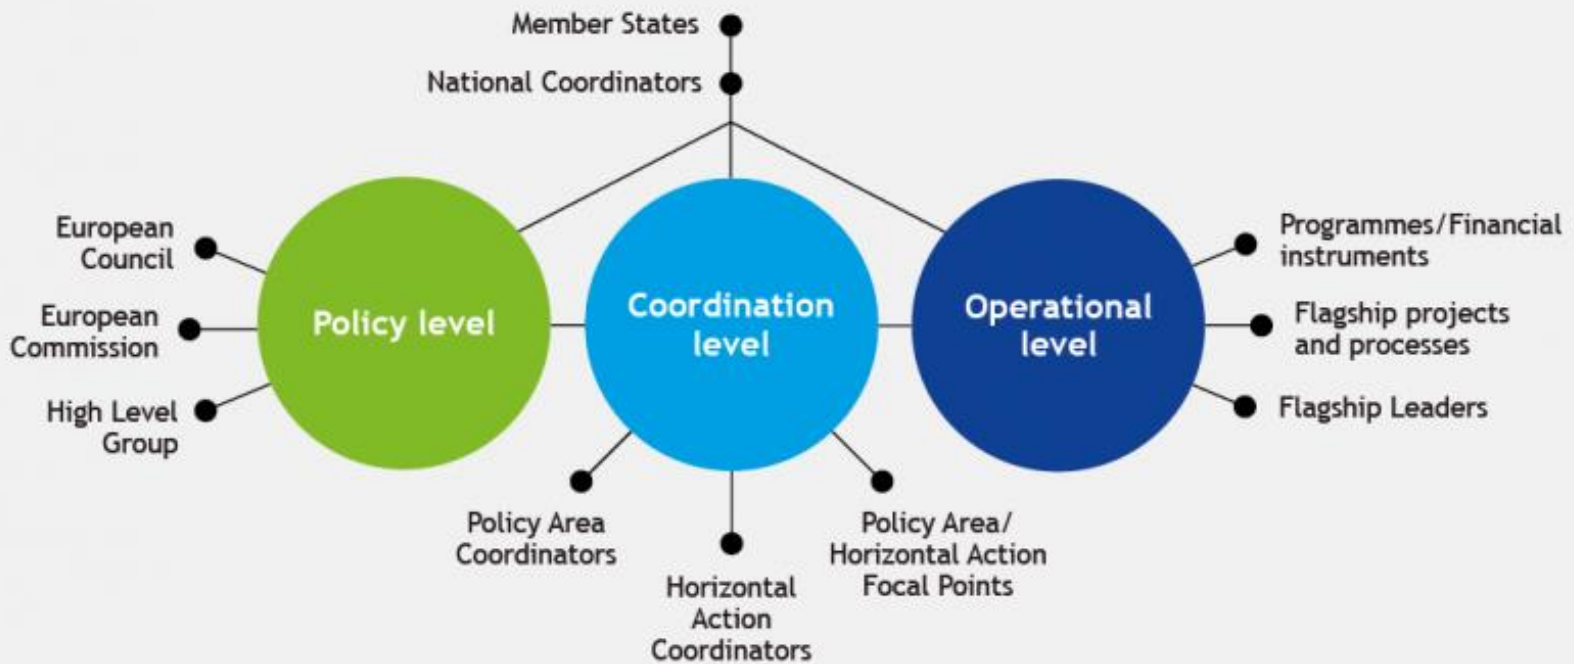 Member States
National Coordinators
European
Council
European
Commission
High Level
Group
Policy level
Coordination
level
Operational
level
Programmes/Financial
instruments
Flagship projects
and processes
Flagship Leaders
Policy Area
Coordinators
Horizontal
Action
Coordinators
Policy Area/
Horizontal Action
Focal Points